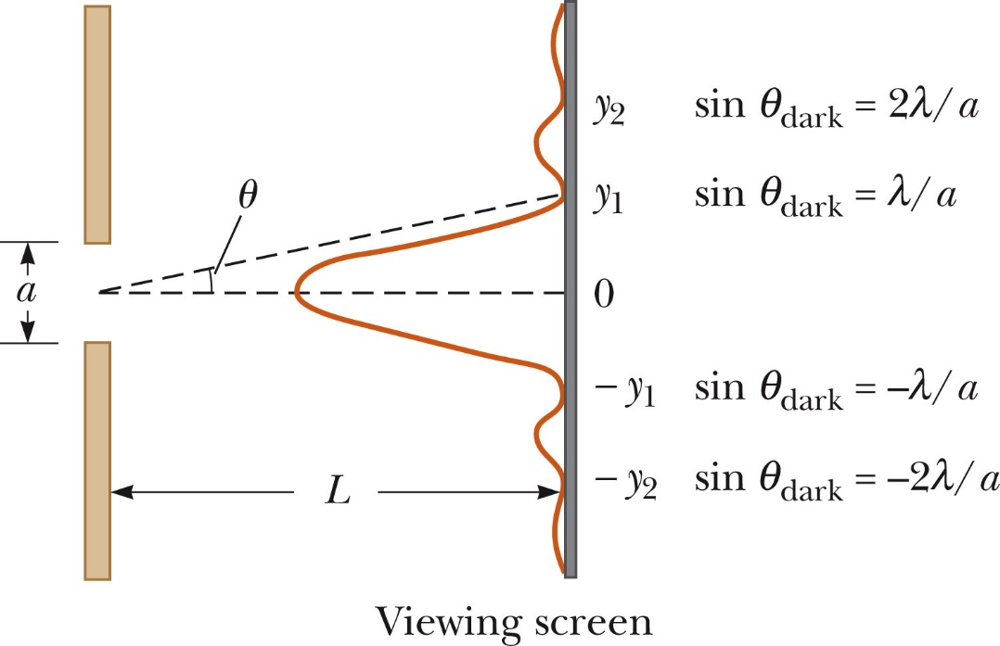 y₂ sin θdark = 2λ/a
θ
y₁ sin θdark = λ/a
a
0
– y₁ sin θdark = –λ/a
L
– y₂ sin θdark = –2λ/a
Viewing screen